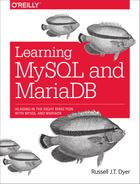 O'REILLY®
Learning
MySQL and
MariaDB
HEADING IN THE RIGHT DIRECTION
WITH MYSQL AND MARIADB
Russell J.T. Dyer